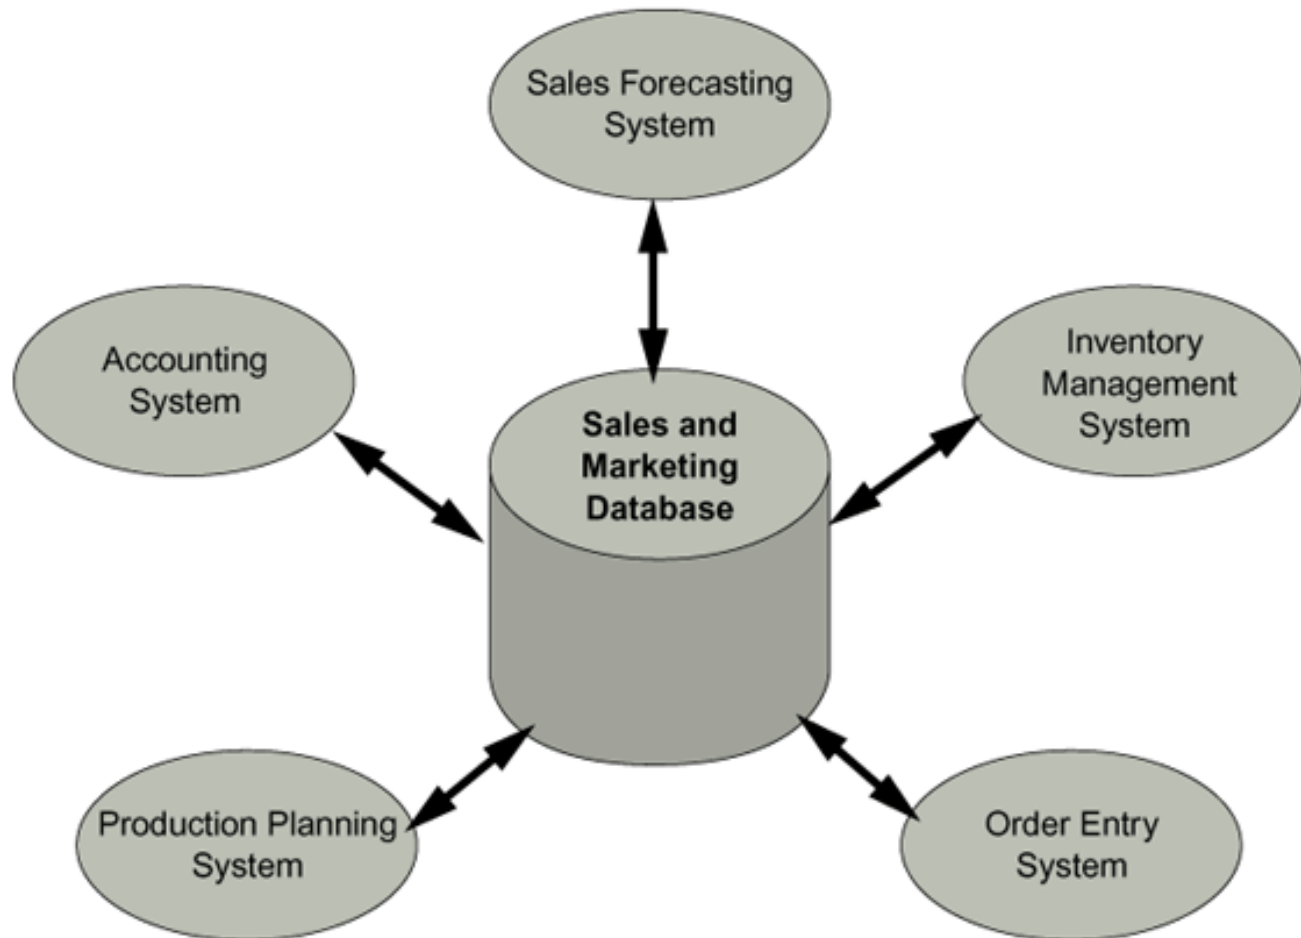 Sales Forecasting
System
Accounting
System
Inventory
Management
System
Sales and
Marketing
Database
Production Planning
System
Order Entry
System